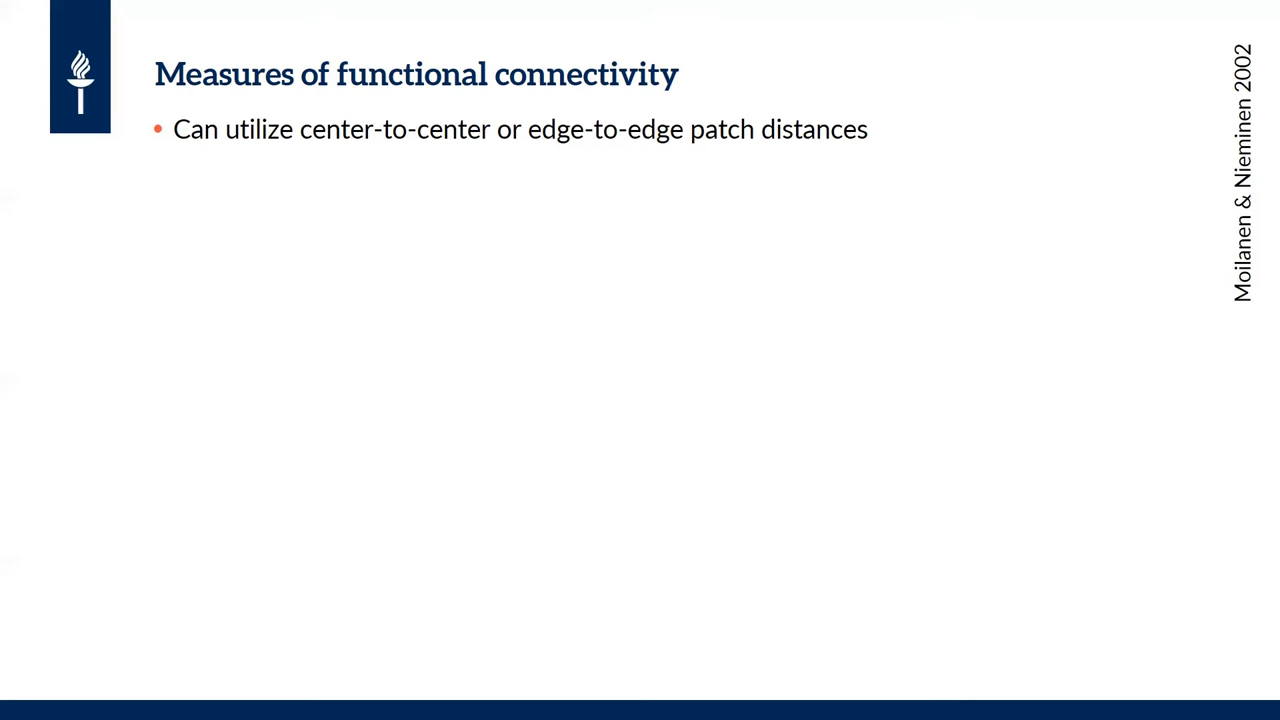 Measures of functional connectivity
• Can utilize center-to-center or edge-to-edge patch distances
Moilanen & Nieminen 2002